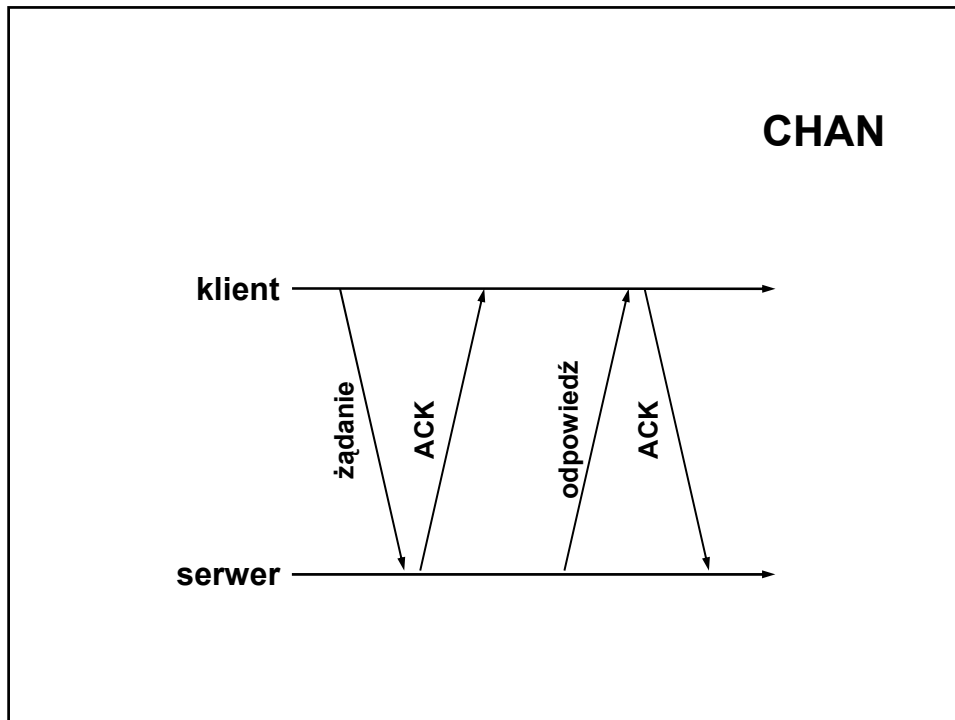 CHAN
klient
żądanie
ACK
odpowiedź
ACK
serwer